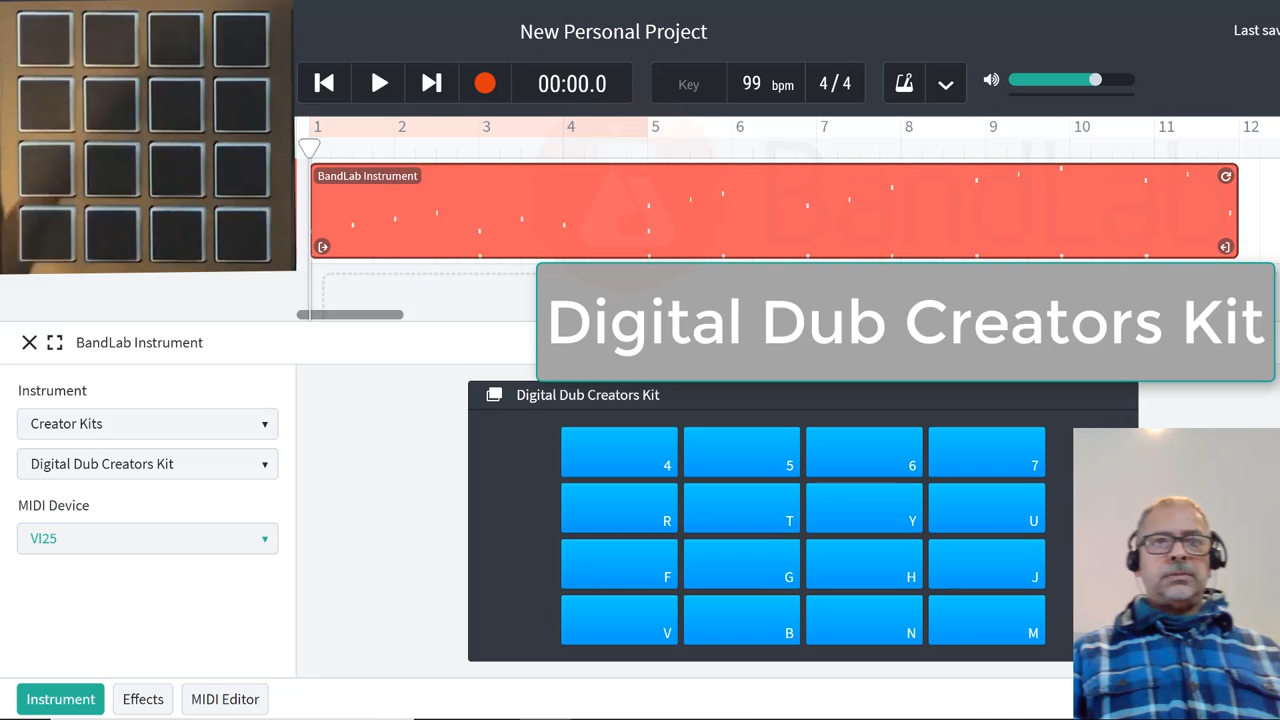 New Personal Project
Last sav
00:00.0
Key
99 bpm
4 / 4
1 2 3 4 5 6 7 8 9 10 11 12
BandLab Instrument
BandLab
Digital Dub Creators Kit
BandLab Instrument
Instrument
Creator Kits
Digital Dub Creators Kit
MIDI Device
VI25
Digital Dub Creators Kit
4 5 6 7
R T Y U
F G H J
V B N M
Instrument Effects MIDI Editor